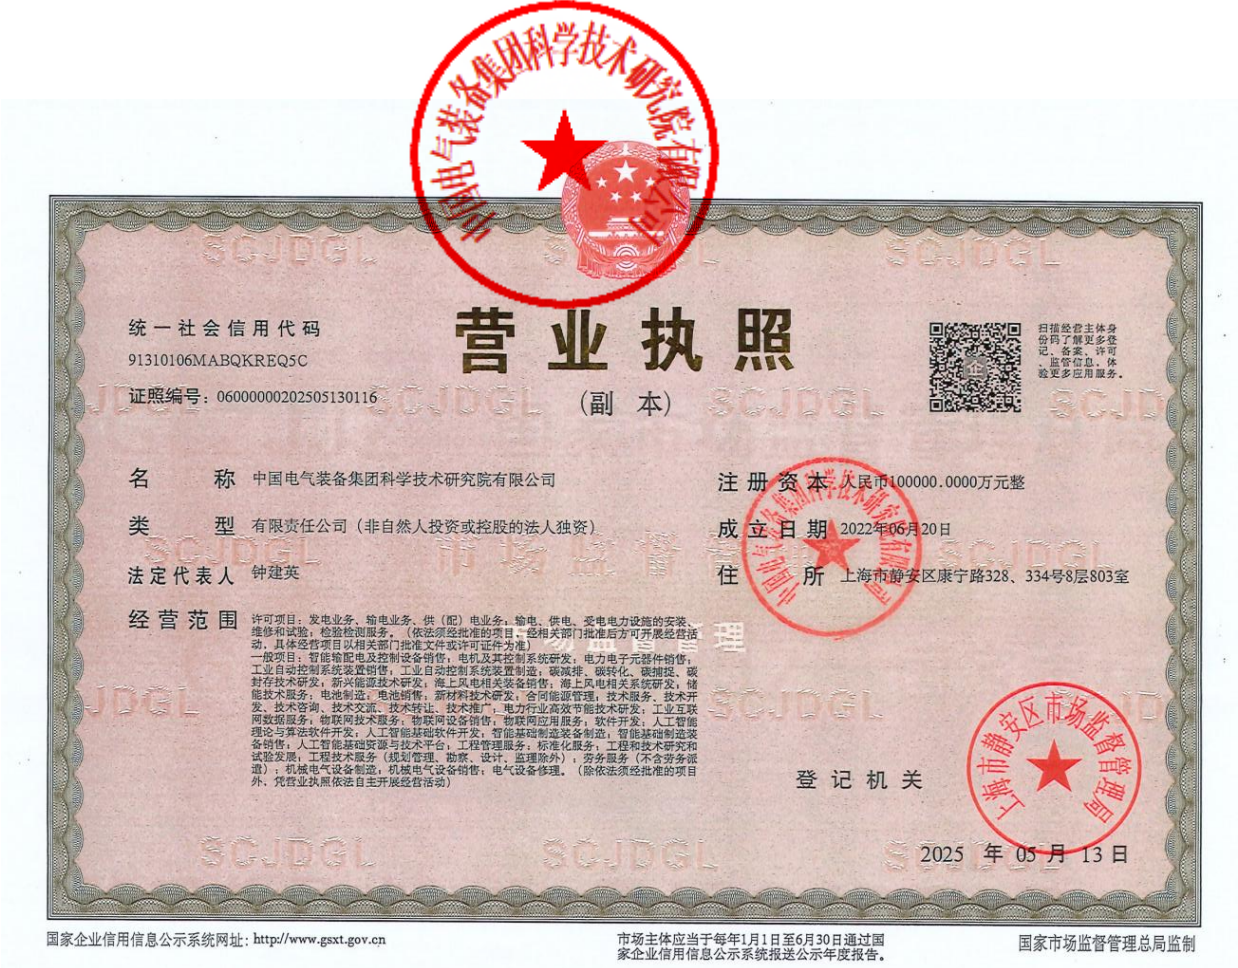 中国电气装备集团科学技术研究院有限公司
统一社会信用代码
91310106MABQKREQ5C
证照编号：06000000202505130116
营业执照
（副 本）
扫描经营主体身
份码了解更多登
记、备案、许可
、监管信息，体
验更多应用服务。
名 称 中国电气装备集团科学技术研究院有限公司
类 型 有限责任公司（非自然人投资或控股的法人独资）
法定代表人 钟建英
经营范围 许可项目：发电业务、输电业务、供（配）电业务；输电、供电、受电电力设施的安装、
维修和试验；检验检测服务。（依法须经批准的项目，经相关部门批准后方可开展经营活
动，具体经营项目以相关部门批准文件或许可证件为准）
一般项目：智能输配电及控制设备销售；电机及其控制系统研发；电力电子元器件销售；
工业自动控制系统装置销售；工业自动控制系统装置制造；碳减排、碳转化、碳捕捉、碳
封存技术研发；新兴能源技术研发；海上风电相关装备销售；海上风电相关系统研发；储
能技术服务；电池制造；电池销售；新材料技术研发；合同能源管理；技术服务、技术开
发、技术咨询、技术交流、技术转让、技术推广；电力行业高效节能技术研发；工业互联
网数据服务；物联网技术服务；物联网设备销售；物联网应用服务；软件开发；人工智能
理论与算法软件开发；人工智能基础软件开发；智能基础制造装备制造；智能基础制造装
备销售；人工智能基础资源与技术平台；工程管理服务；标准化服务；工程和技术研究和
试验发展；工程技术服务（规划管理、勘察、设计、监理除外）；劳务服务（不含劳务派
遣）；机械电气设备制造；机械电气设备销售；电气设备修理。（除依法须经批准的项目
外，凭营业执照依法自主开展经营活动）
注册资本 人民币100000.0000万元整
成立日期 2022年06月20日
住 所 上海市静安区康宁路328、334号8层803室
中国电气装备集团科学技术研究院有限公司
登记机关
上海市静安区市场监督管理局
2025 年 05 月 13 日
SCJDGL
市场监督管理
国家企业信用信息公示系统网址：http://www.gsxt.gov.cn
市场主体应当于每年1月1日至6月30日通过国
家企业信用信息公示系统报送公示年度报告。
国家市场监督管理总局监制